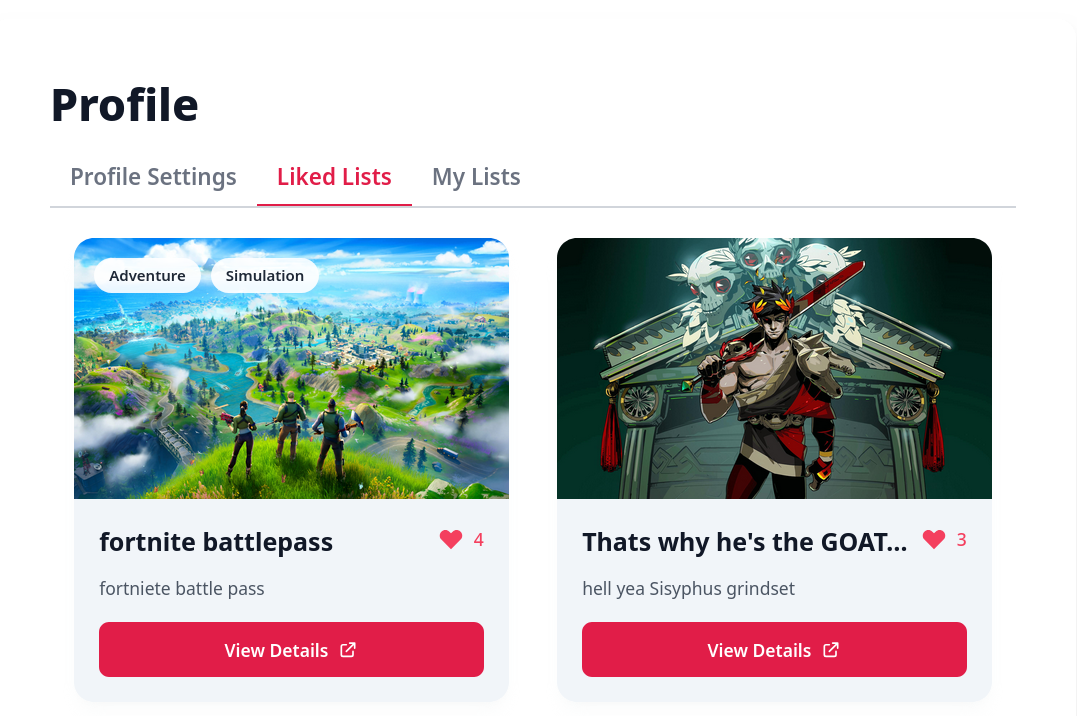 Profile
Profile Settings
Liked Lists
My Lists
Adventure
Simulation
fortnite battlepass
4
fortniete battle pass
View Details
Thats why he's the GOAT...
3
hell yea Sisyphus grindset
View Details